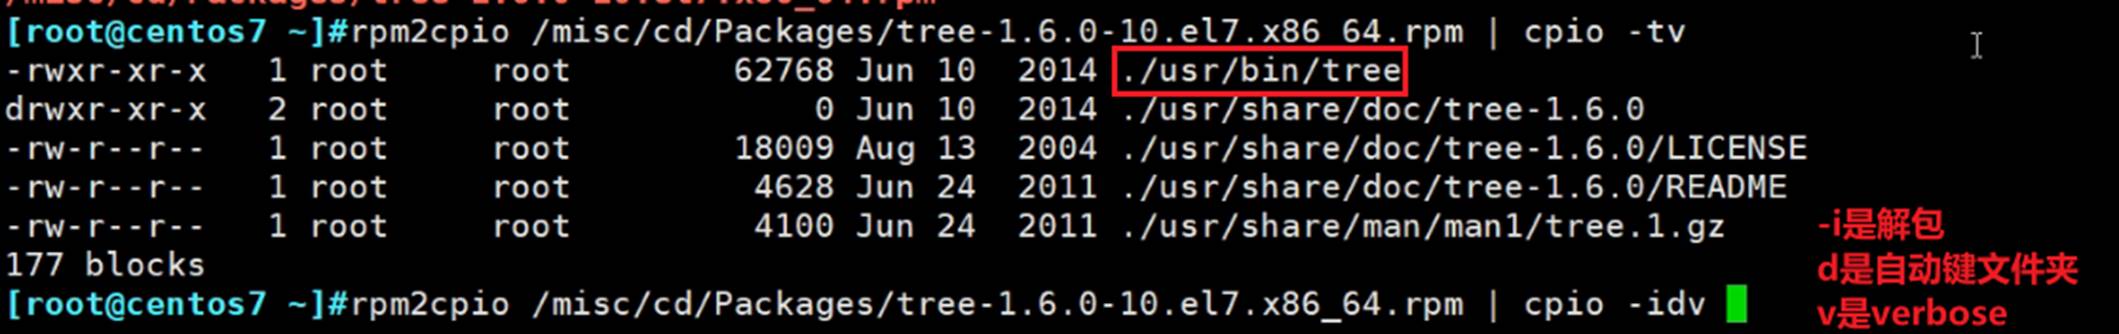 [root@centos7 ~]#rpm2cpio /misc/cd/Packages/tree-1.6.0-10.el7.x86_64.rpm | cpio -tv
-rwxr-xr-x   1 root     root        62768 Jun 10  2014 ./usr/bin/tree
drwxr-xr-x   2 root     root            0 Jun 10  2014 ./usr/share/doc/tree-1.6.0
-rw-r--r--   1 root     root        18009 Aug 13  2004 ./usr/share/doc/tree-1.6.0/LICENSE
-rw-r--r--   1 root     root         4628 Jun 24  2011 ./usr/share/doc/tree-1.6.0/README
-rw-r--r--   1 root     root         4100 Jun 24  2011 ./usr/share/man/man1/tree.1.gz
177 blocks
[root@centos7 ~]#rpm2cpio /misc/cd/Packages/tree-1.6.0-10.el7.x86_64.rpm | cpio -idv
-i是解包
d是自动键文件夹
v是verbose